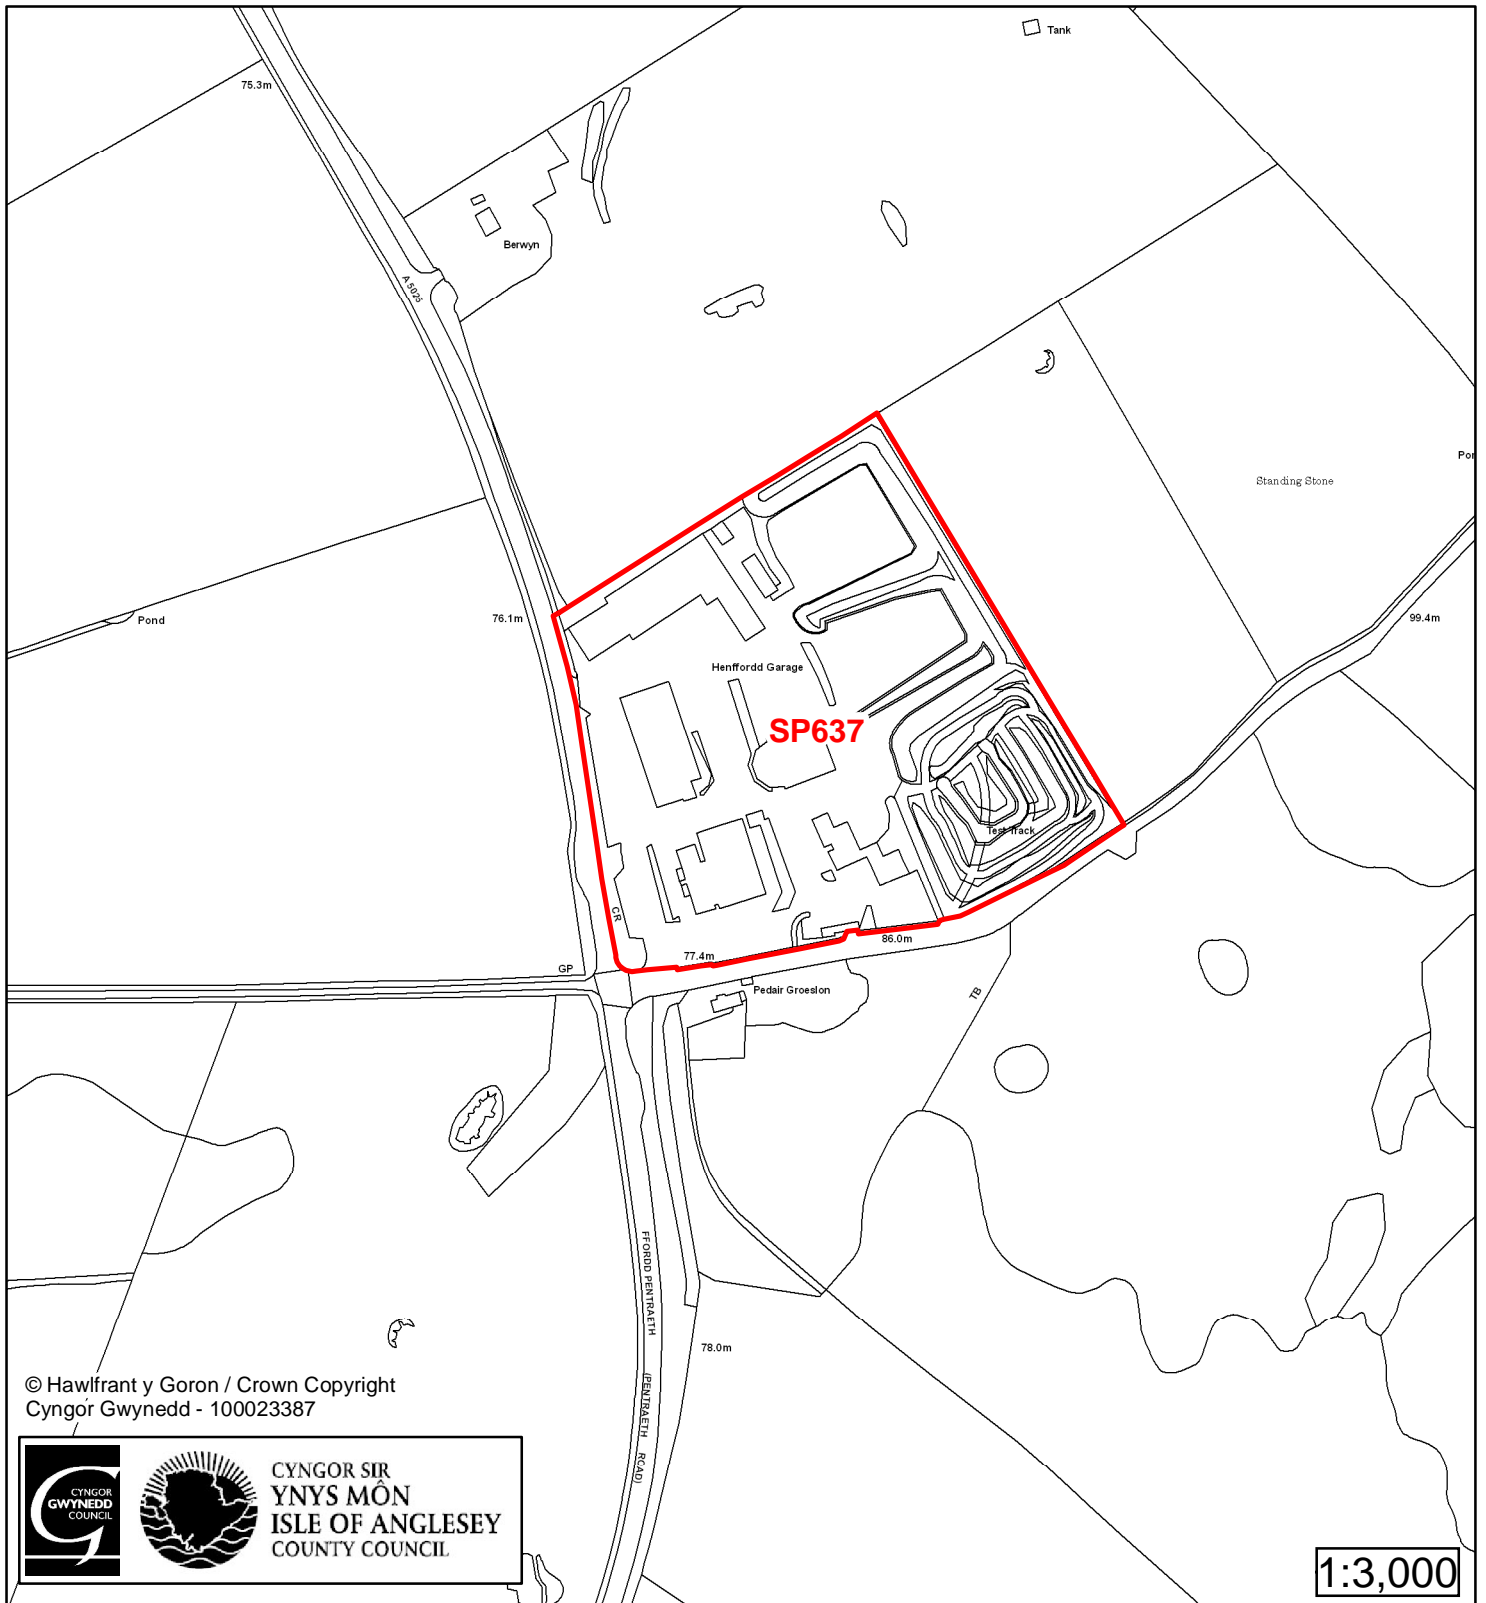 Tank
75.3m
Berwyn
A 5025
Standing Stone
Pond
76.1m
99.4m
Henffordd Garage
SP637
Test Track
CR
86.0m
77.4m
GP
Pedair Groeslon
TB
FFORDD PENTRAETH
(PENTRAETH ROAD)
78.0m
© Hawlfrant y Goron / Crown Copyright
Cyngor Gwynedd - 100023387
CYNGOR
GWYNEDD
COUNCIL
CYNGOR SIR
YNYS MÔN
ISLE OF ANGLESEY
COUNTY COUNCIL
1:3,000